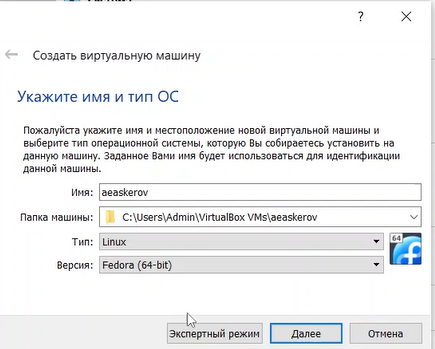 ?
Создать виртуальную машину
Укажите имя и тип ОС
Пожалуйста укажите имя и местоположение новой виртуальной машины и
выберите тип операционной системы, которую Вы собираетесь установить на
данную машину. Заданное Вами имя будет использоваться для идентификации
данной машины.
Имя: aeaskerov
Папка машины: C:\Users\Admin\VirtualBox VMs\aeaskerov
Тип: Linux
64
Версия: Fedora (64-bit)
Экспертный режим Далее Отмена